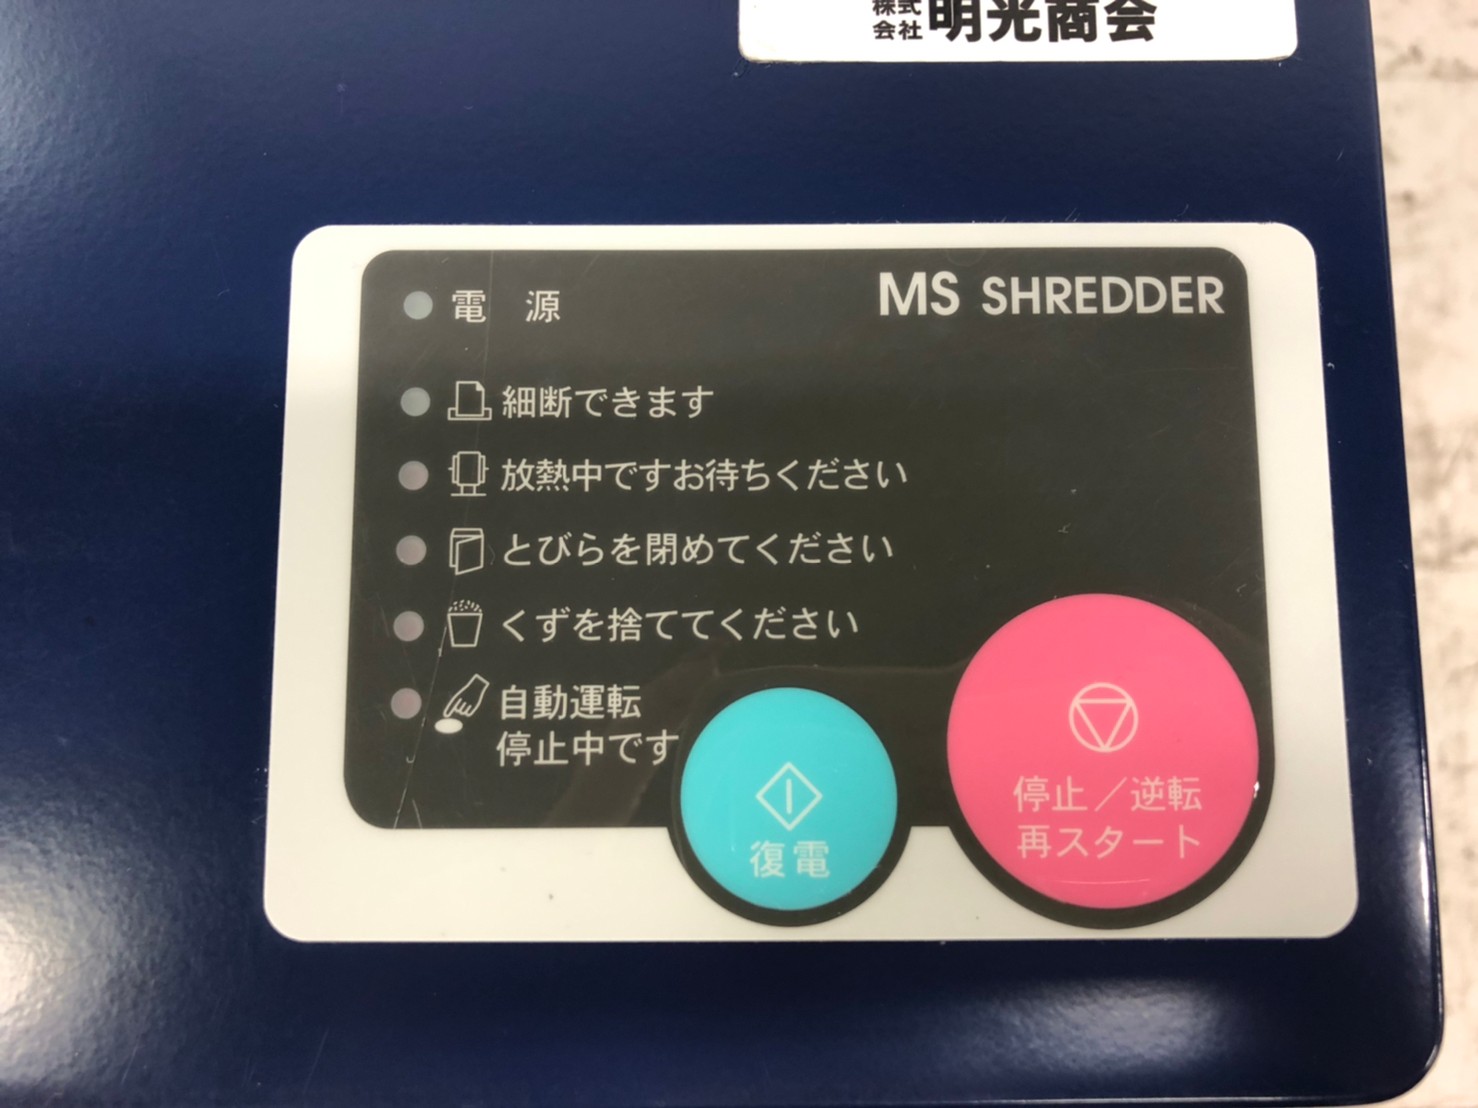 株式
会社 明光商会
MS SHREDDER
電 源
細断できます
放熱中ですお待ちください
とびらを閉めてください
くずを捨ててください
自動運転
停止中です
復電
停止／逆転
再スタート